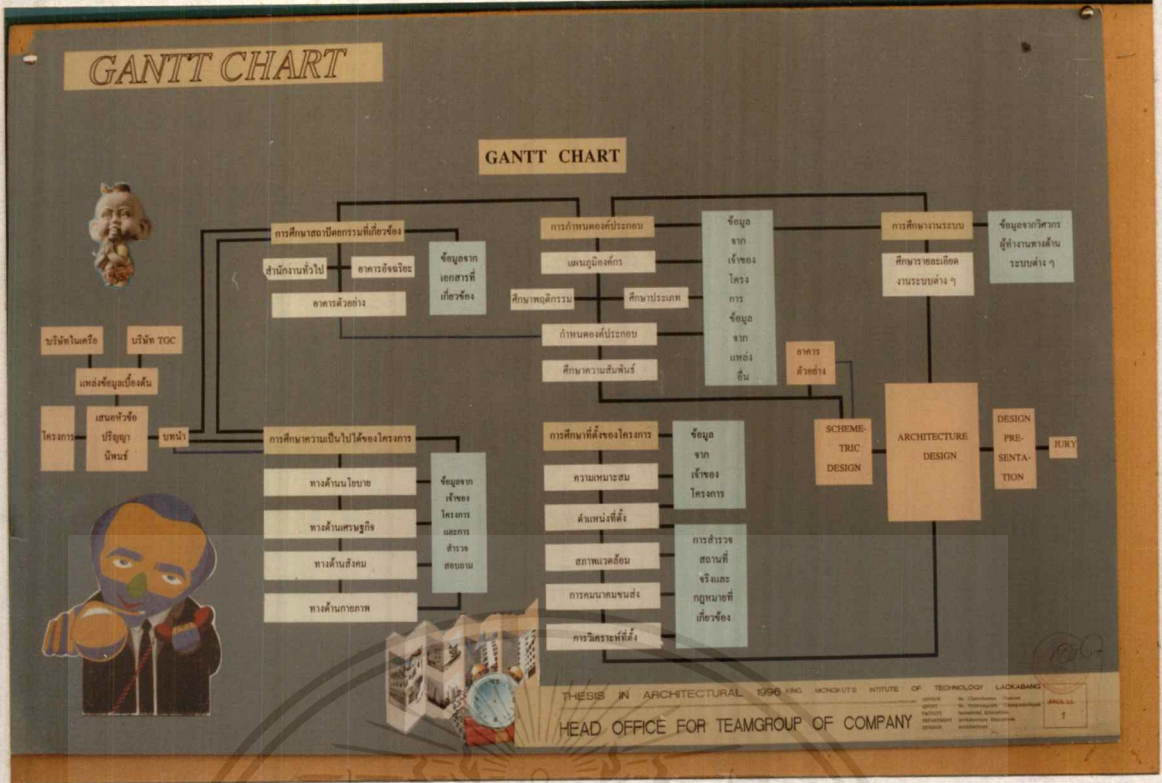 GANTT CHART
GANTT CHART
การศึกษาสถาปัตยกรรมที่เกี่ยวข้อง
สำนักงานทั่วไป
อาคารอัจฉริยะ
อาคารตัวอย่าง
ข้อมูลจาก
เอกสารที่
เกี่ยวข้อง
การกำหนดองค์ประกอบ
แผนภูมิองค์กร
ศึกษาพฤติกรรม
ศึกษาประเภท
กำหนดองค์ประกอบ
ศึกษาความสัมพันธ์
ข้อมูล
จาก
เจ้าของ
โครง
การ
ข้อมูล
จาก
แหล่ง
อื่น
การศึกษางานระบบ
ศึกษารายละเอียด
งานระบบต่าง ๆ
ข้อมูลจากวิศวกร
ผู้ทำงานทางด้าน
ระบบต่าง ๆ
บริษัทในเครือ
บริษัท TGC
แหล่งข้อมูลเบื้องต้น
โครงการ
เสนอหัวข้อ
ปริญญา
นิพนธ์
บทนำ
การศึกษาความเป็นไปได้ของโครงการ
ทางด้านนโยบาย
ทางด้านเศรษฐกิจ
ทางด้านสังคม
ทางด้านกายภาพ
ข้อมูลจาก
เจ้าของ
โครงการ
และการ
สำรวจ
สอบถาม
การศึกษาที่ตั้งของโครงการ
ความเหมาะสม
ตำแหน่งที่ตั้ง
สภาพแวดล้อม
การคมนาคมขนส่ง
การวิเคราะห์ที่ตั้ง
ข้อมูล
จาก
เจ้าของ
โครงการ
การสำรวจ
สถานที่
จริงและ
กฎหมายที่
เกี่ยวข้อง
อาคาร
ตัวอย่าง
SCHEME-
TRIC
DESIGN
ARCHITECTURE
DESIGN
DESIGN
PRE-
SENTA-
TION
JURY
THESIS IN ARCHITECTURAL 1996 KING MONGKUT'S INTITUTE OF TECHNOLOGY LACKABANG
HEAD OFFICE FOR TEAMGROUP OF COMPANY
1